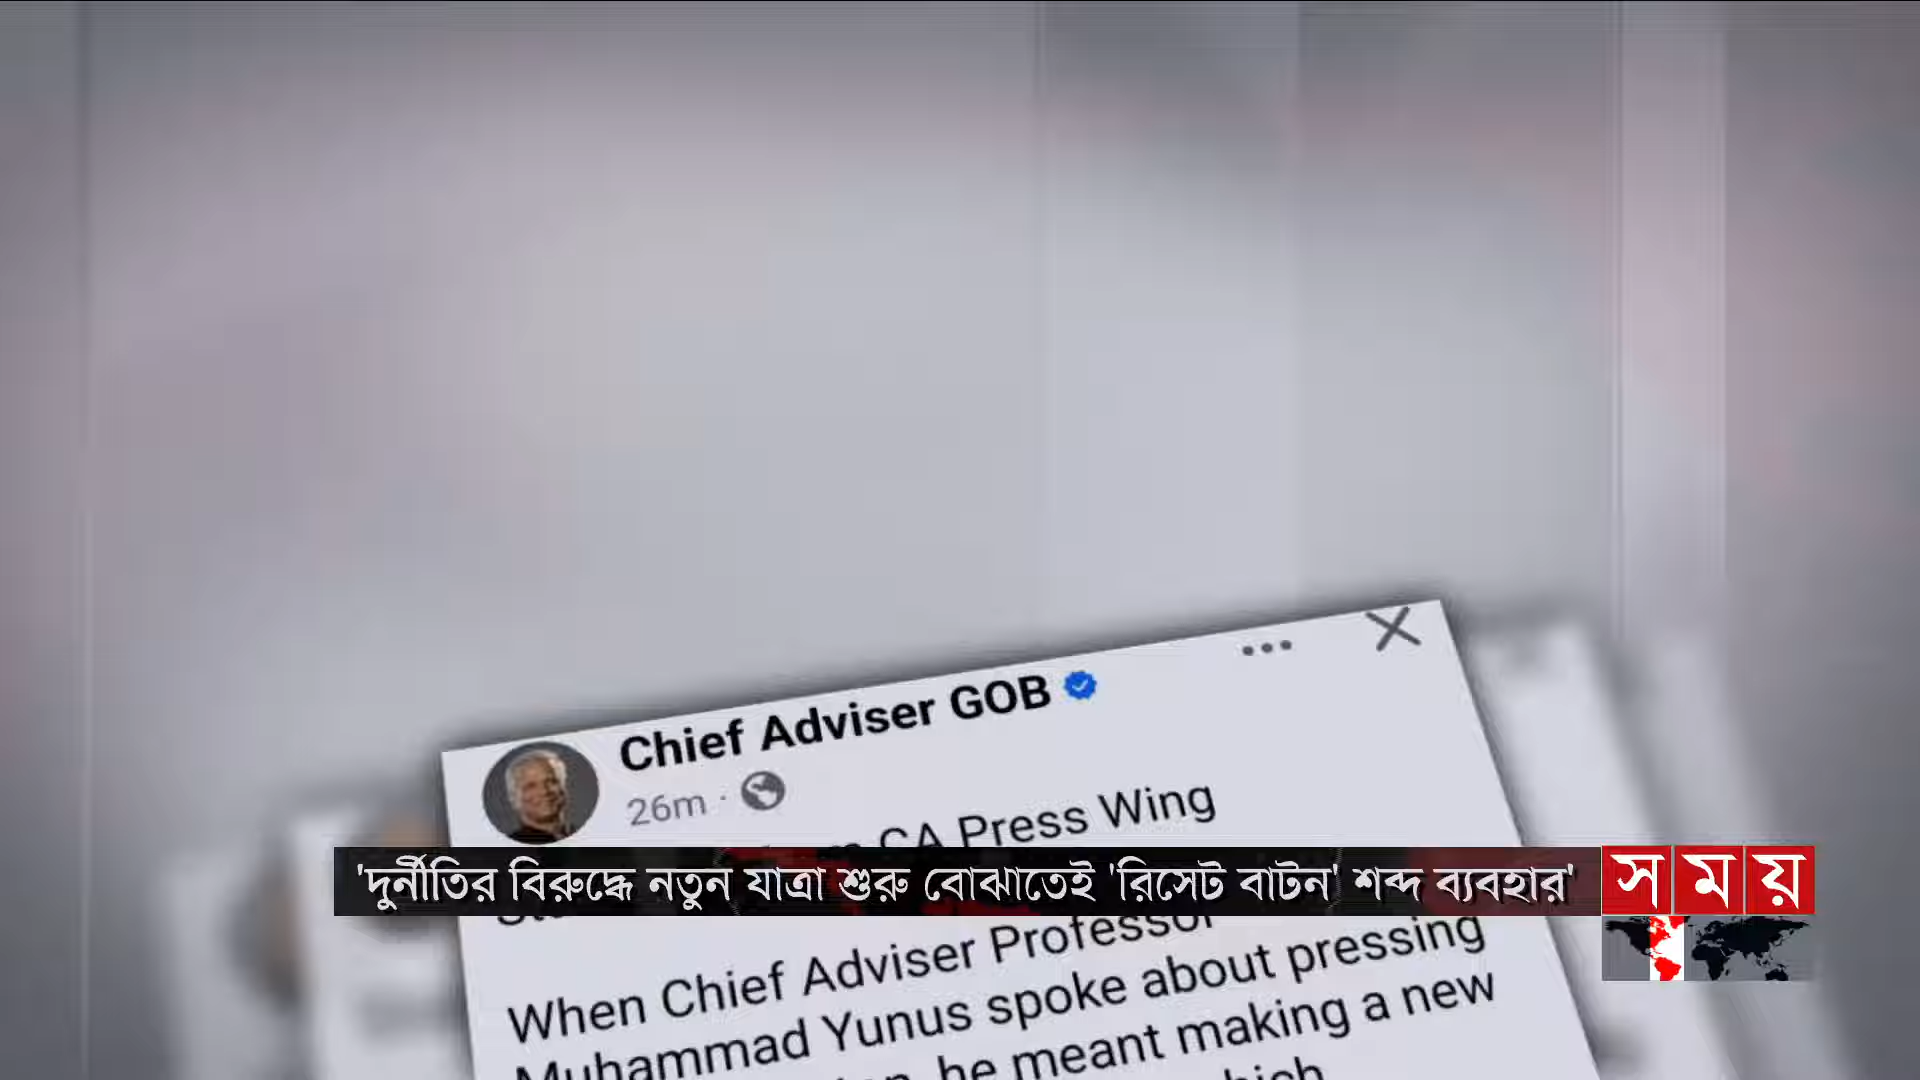 Chief Adviser GOB
26m
CA Press Wing
'দুর্নীতির বিরুদ্ধে নতুন যাত্রা শুরু বোঝাতেই 'রিসেট বাটন' শব্দ ব্যবহার'
সময়
When Chief Adviser Professor
Muhammad Yunus spoke about pressing
he meant making a new